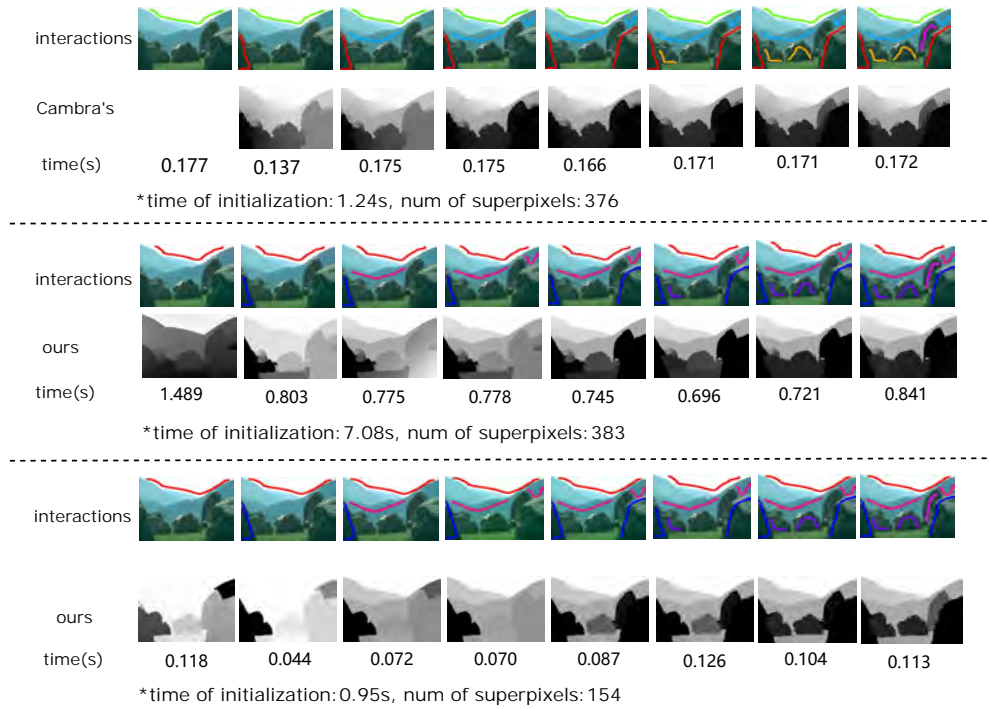 interactions
Cambra's
time(s) 0.177 0.137 0.175 0.175 0.166 0.171 0.171 0.172
*time of initialization: 1.24s, num of superpixels: 376
interactions
ours
time(s) 1.489 0.803 0.775 0.778 0.745 0.696 0.721 0.841
*time of initialization: 7.08s, num of superpixels: 383
interactions
ours
time(s) 0.118 0.044 0.072 0.070 0.087 0.126 0.104 0.113
*time of initialization: 0.95s, num of superpixels: 154